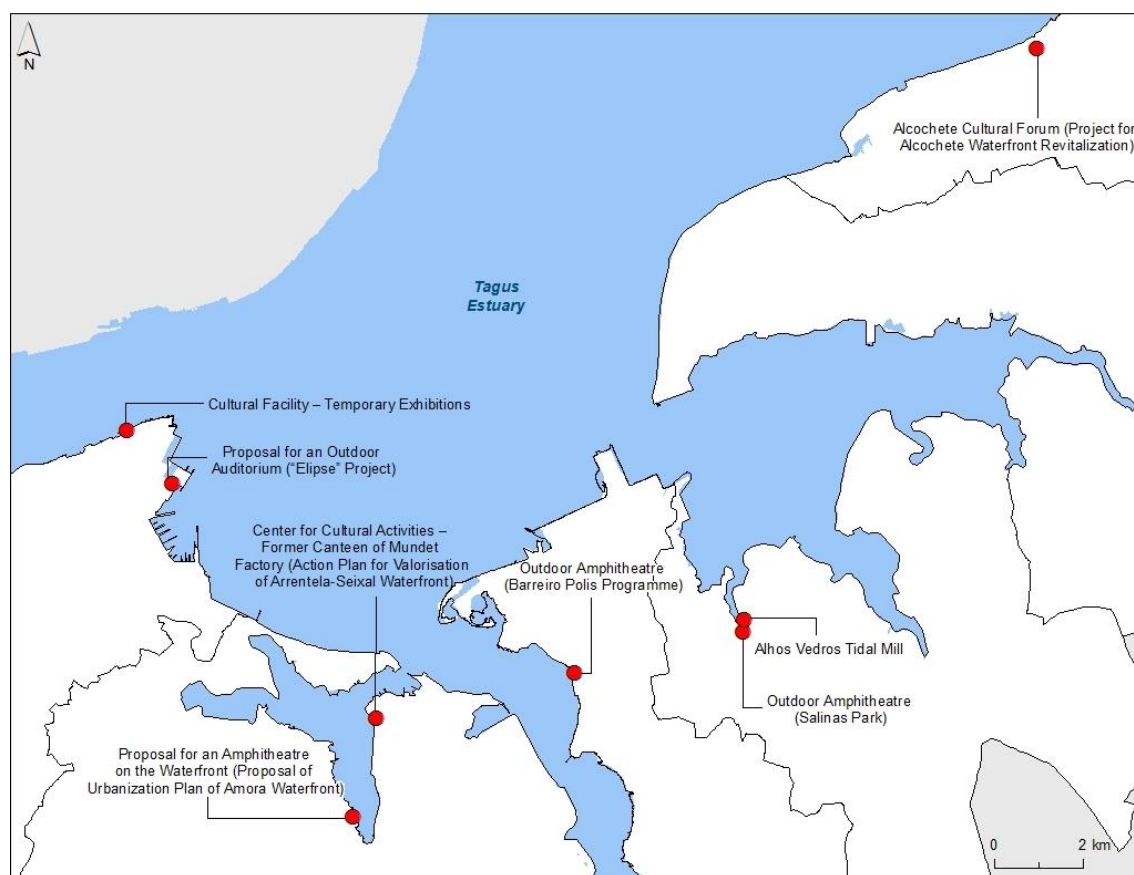 N
Alcochete Cultural Forum (Project for
Alcochete Waterfront Revitalization)
Tagus
Estuary
Cultural Facility – Temporary Exhibitions
Proposal for an Outdoor
Auditorium ("Elipse" Project)
Center for Cultural Activities –
Former Canteen of Mundet
Factory (Action Plan for Valorisation
of Arrentela-Seixal Waterfront)
Outdoor Amphitheatre
(Barreiro Polis Programme)
Alhos Vedros Tidal Mill
Outdoor Amphitheatre
(Salinas Park)
Proposal for an Amphitheatre
on the Waterfront (Proposal of
Urbanization Plan of Amora Waterfront)
0 2 km